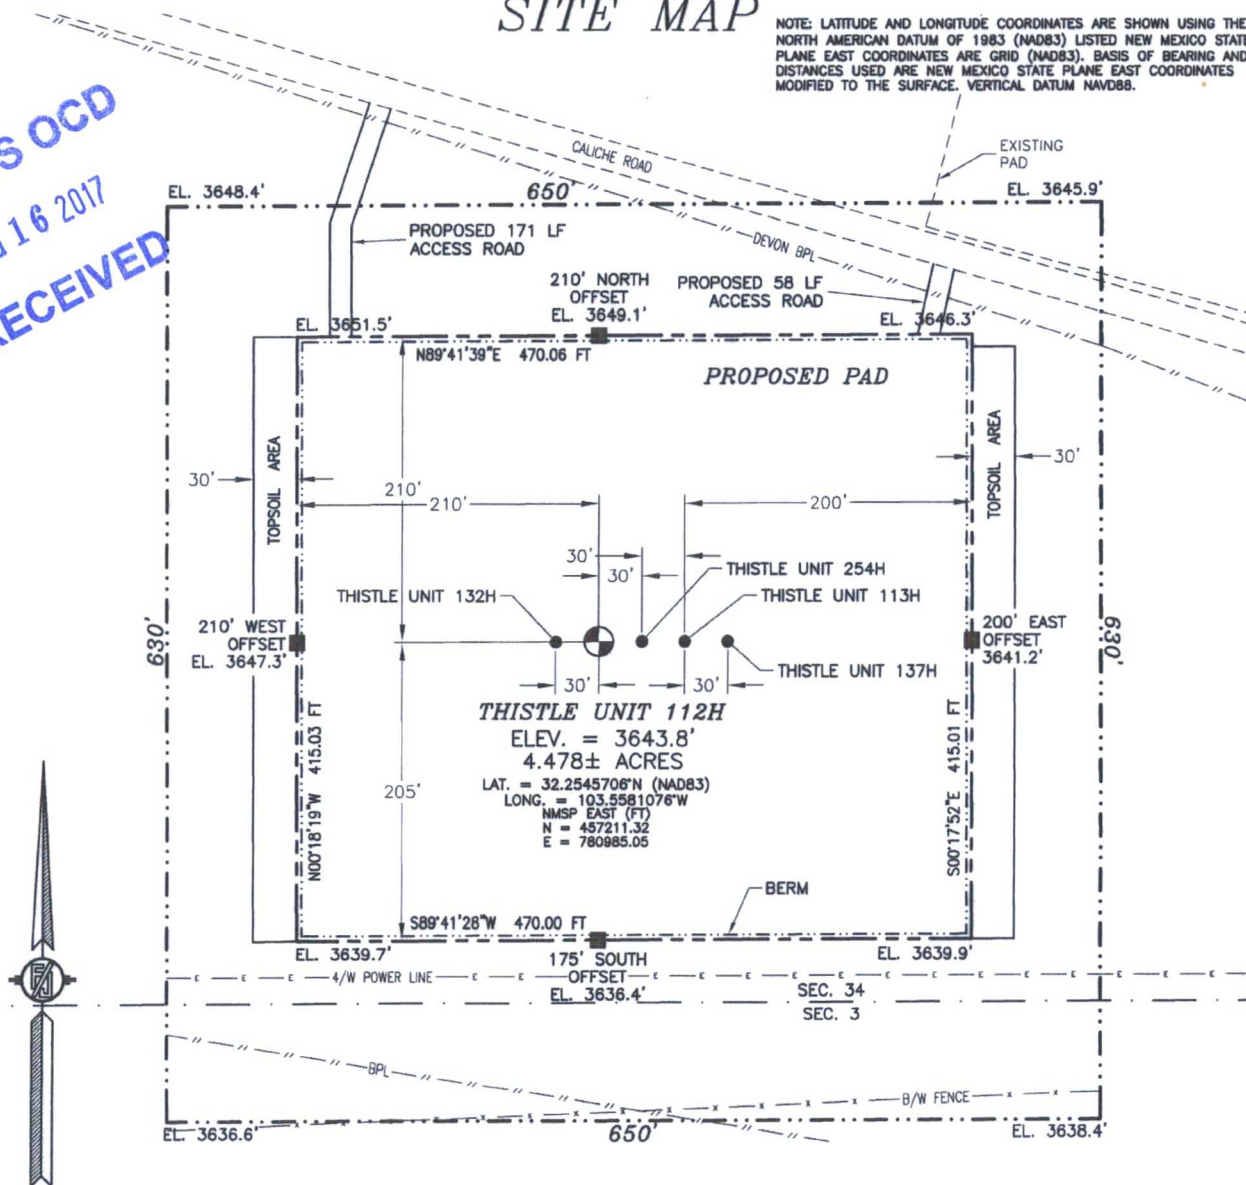 SITE MAP
NOTE: LATITUDE AND LONGITUDE COORDINATES ARE SHOWN USING THE
NORTH AMERICAN DATUM OF 1983 (NAD83) LISTED NEW MEXICO STATE
PLANE EAST COORDINATES ARE GRID (NAD83). BASIS OF BEARING AND
DISTANCES USED ARE NEW MEXICO STATE PLANE EAST COORDINATES
MODIFIED TO THE SURFACE. VERTICAL DATUM NAVD88.
S OCD
16 2017
RECEIVED
CALICHE ROAD
EXISTING
PAD
EL. 3648.4'
650'
EL. 3645.9'
PROPOSED 171 LF
ACCESS ROAD
DEVON BPL
210' NORTH
OFFSET
EL. 3649.1'
PROPOSED 58 LF
ACCESS ROAD
EL. 3651.5'
EL. 3646.3'
N89°41'39"E 470.06 FT
PROPOSED PAD
TOPSOIL AREA
TOPSOIL AREA
30'
30'
210'
210'
200'
30'
30'
THISTLE UNIT 254H
THISTLE UNIT 132H
THISTLE UNIT 113H
210' WEST
OFFSET
EL. 3647.3'
630'
200' EAST
OFFSET
3641.2'
630'
THISTLE UNIT 137H
30'
30'
THISTLE UNIT 112H
ELEV. = 3643.8'
4.478± ACRES
LAT. = 32.2545706°N (NAD83)
LONG. = 103.5581076°W
NMSP EAST (FT)
N = 457211.32
E = 780985.05
N00°18'19"W 415.03 FT
205'
S00°17'52"E 415.01 FT
BERM
S89°41'28"W 470.00 FT
EL. 3639.7'
175' SOUTH
OFFSET
EL. 3636.4'
EL. 3639.9'
E E E 4/W POWER LINE E E E E E E E E E E
SEC. 34
SEC. 3
BPL
B/W FENCE
EL. 3636.6'
650'
EL. 3638.4'